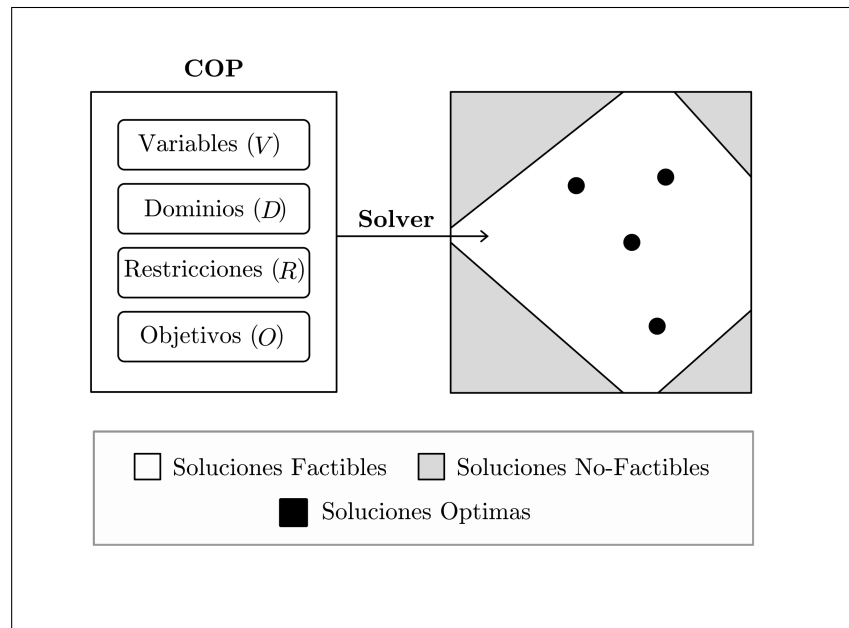 COP
Variables (V)
Dominios (D)
Restricciones (R)
Objetivos (O)
Solver
Soluciones Factibles
Soluciones No-Factibles
Soluciones Optimas